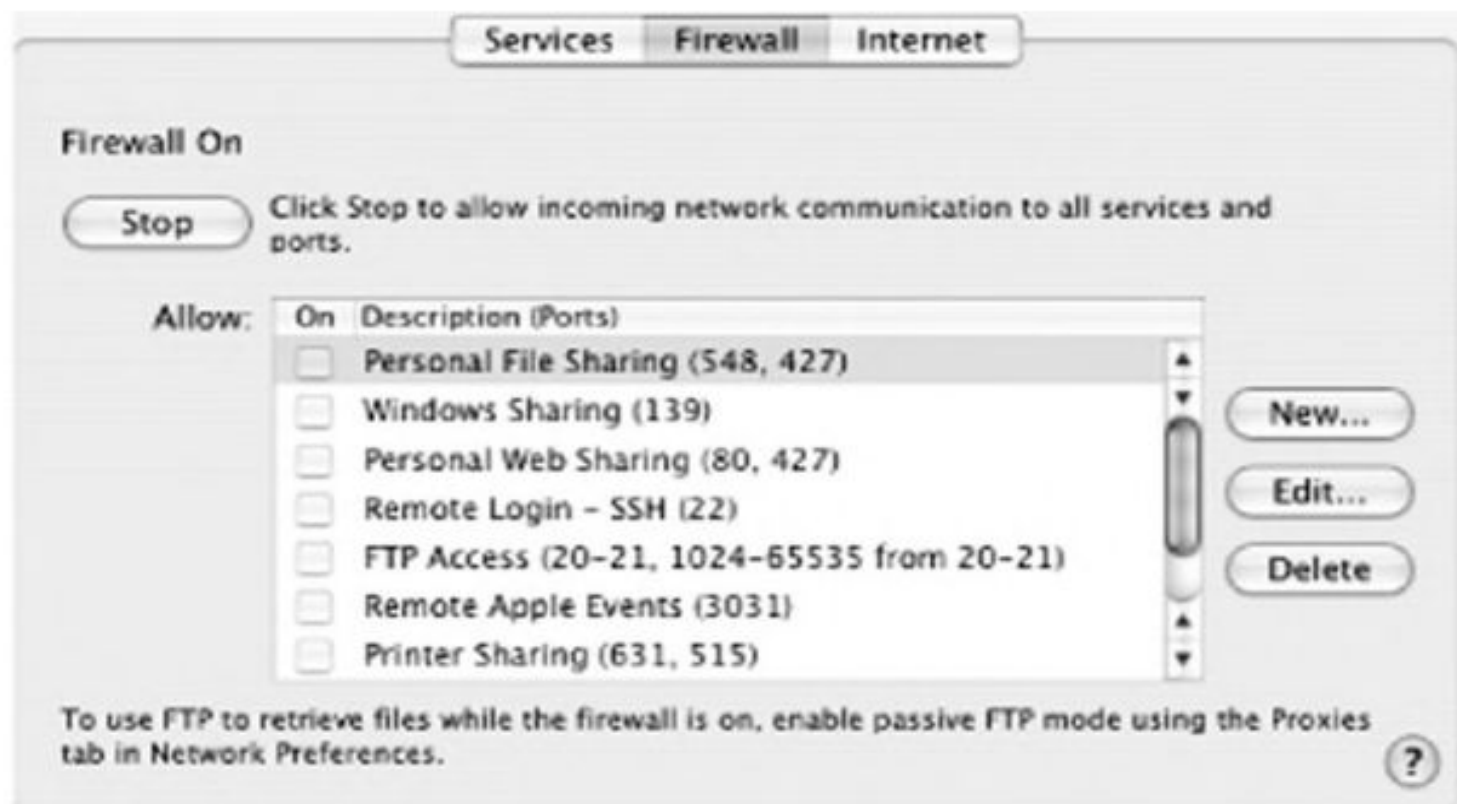 Services Firewall Internet
Firewall On
Stop
Click Stop to allow incoming network communication to all services and
ports.
Allow:
On Description (Ports)
Personal File Sharing (548, 427)
Windows Sharing (139)
Personal Web Sharing (80, 427)
Remote Login – SSH (22)
FTP Access (20–21, 1024–65535 from 20–21)
Remote Apple Events (3031)
Printer Sharing (631, 515)
New...
Edit...
Delete
To use FTP to retrieve files while the firewall is on, enable passive FTP mode using the Proxies
tab in Network Preferences.
?